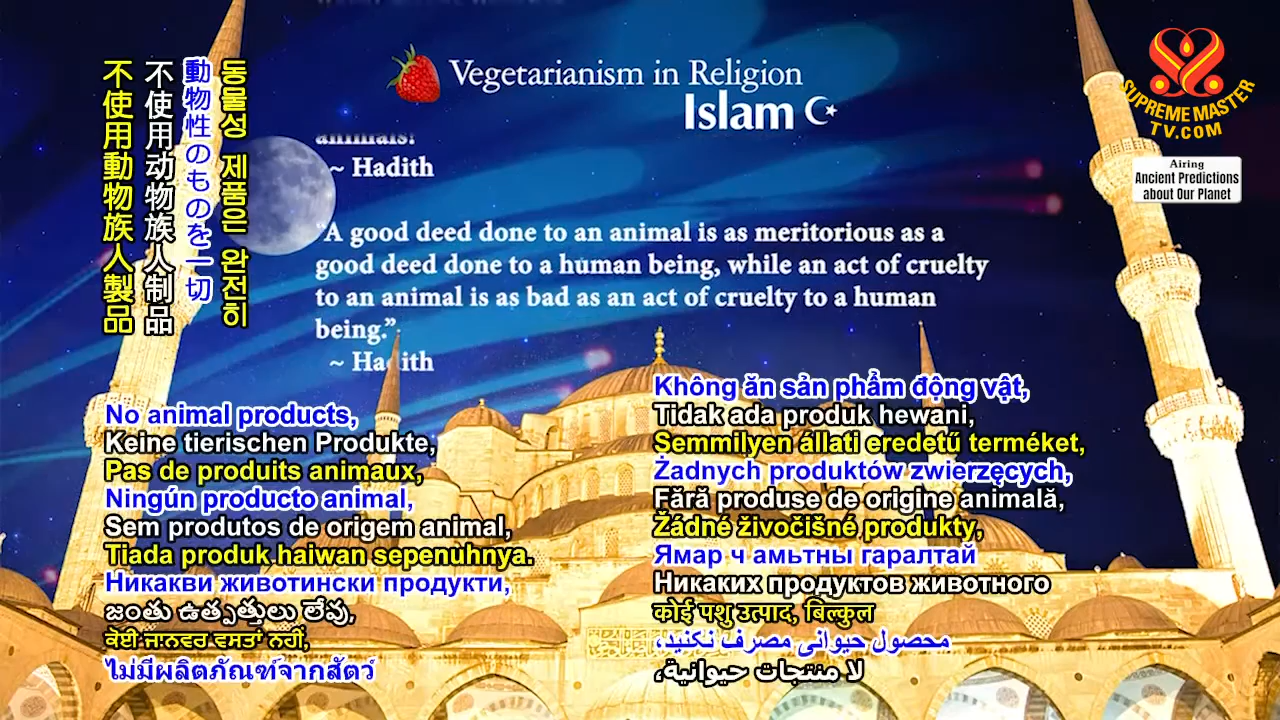 Vegetarianism in Religion
Islam
SUPREME MASTER
TV.COM
Airing
Ancient Predictions
about Our Planet
animals!
~ Hadith
"A good deed done to an animal is as meritorious as a
good deed done to a human being, while an act of cruelty
to an animal is as bad as an act of cruelty to a human
being."
~ Hadith
동물성 제품은 완전히
動物性のものを一切
不使用动物族人制品
不使用動物族人製品
No animal products,
Keine tierischen Produkte,
Pas de produits animaux,
Ningún producto animal,
Sem produtos de origem animal,
Tiada produk haiwan sepenuhnya.
Никакви животински продукти,
జంతు ఉత్పత్తులు లేవు,
ਕੋਈ ਜਾਨਵਰ ਵਸਤਾਂ ਨਹੀਂ,
ไม่มีผลิตภัณฑ์จากสัตว์
Không ăn sản phẩm động vật,
Tidak ada produk hewani,
Semmilyen állati eredetű terméket,
Żadnych produktów zwierzęcych,
Fără produse de origine animală,
Žádné živočišné produkty,
Ямар ч амьтны гаралтай
Никаких продуктов животного
कोई पशु उत्पाद, बिल्कुल
محصول حیوانی مصرف نکنید،
لا منتجات حيوانية،